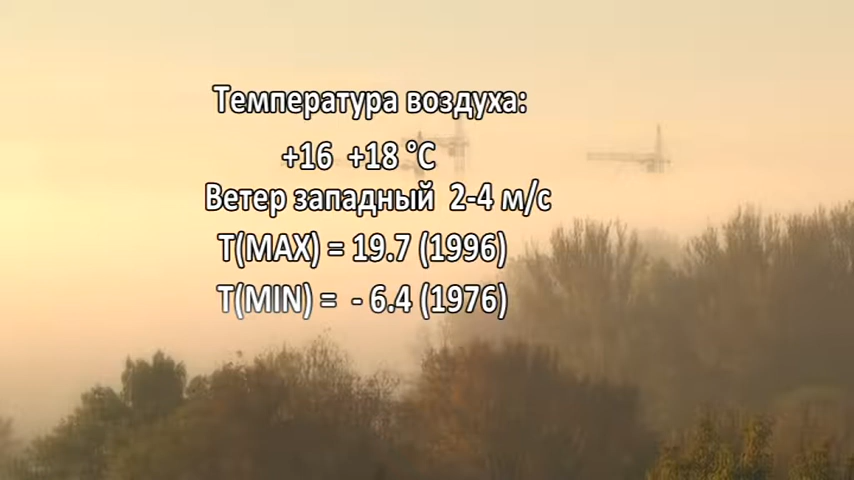 Температура воздуха:
+16 +18 °C
Ветер западный 2-4 м/с
T(MAX) = 19.7 (1996)
T(MIN) = - 6.4 (1976)